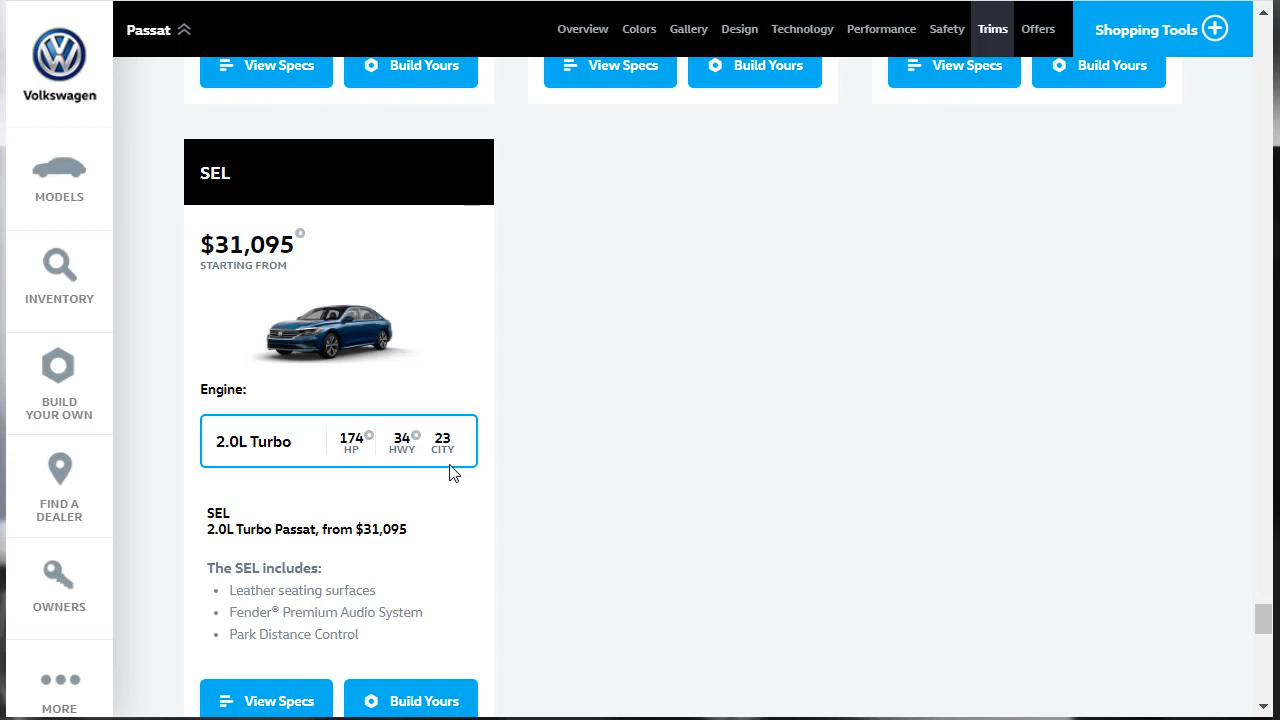 Passat
Overview Colors Gallery Design Technology Performance Safety Trims Offers
Shopping Tools
Volkswagen
MODELS
INVENTORY
BUILD
YOUR OWN
FIND A
DEALER
OWNERS
MORE
View Specs Build Yours View Specs Build Yours View Specs Build Yours
SEL
$31,095
STARTING FROM
Engine:
2.0L Turbo 174 HP 34 HWY 23 CITY
SEL
2.0L Turbo Passat, from $31,095
The SEL includes:
• Leather seating surfaces
• Fender® Premium Audio System
• Park Distance Control
View Specs Build Yours